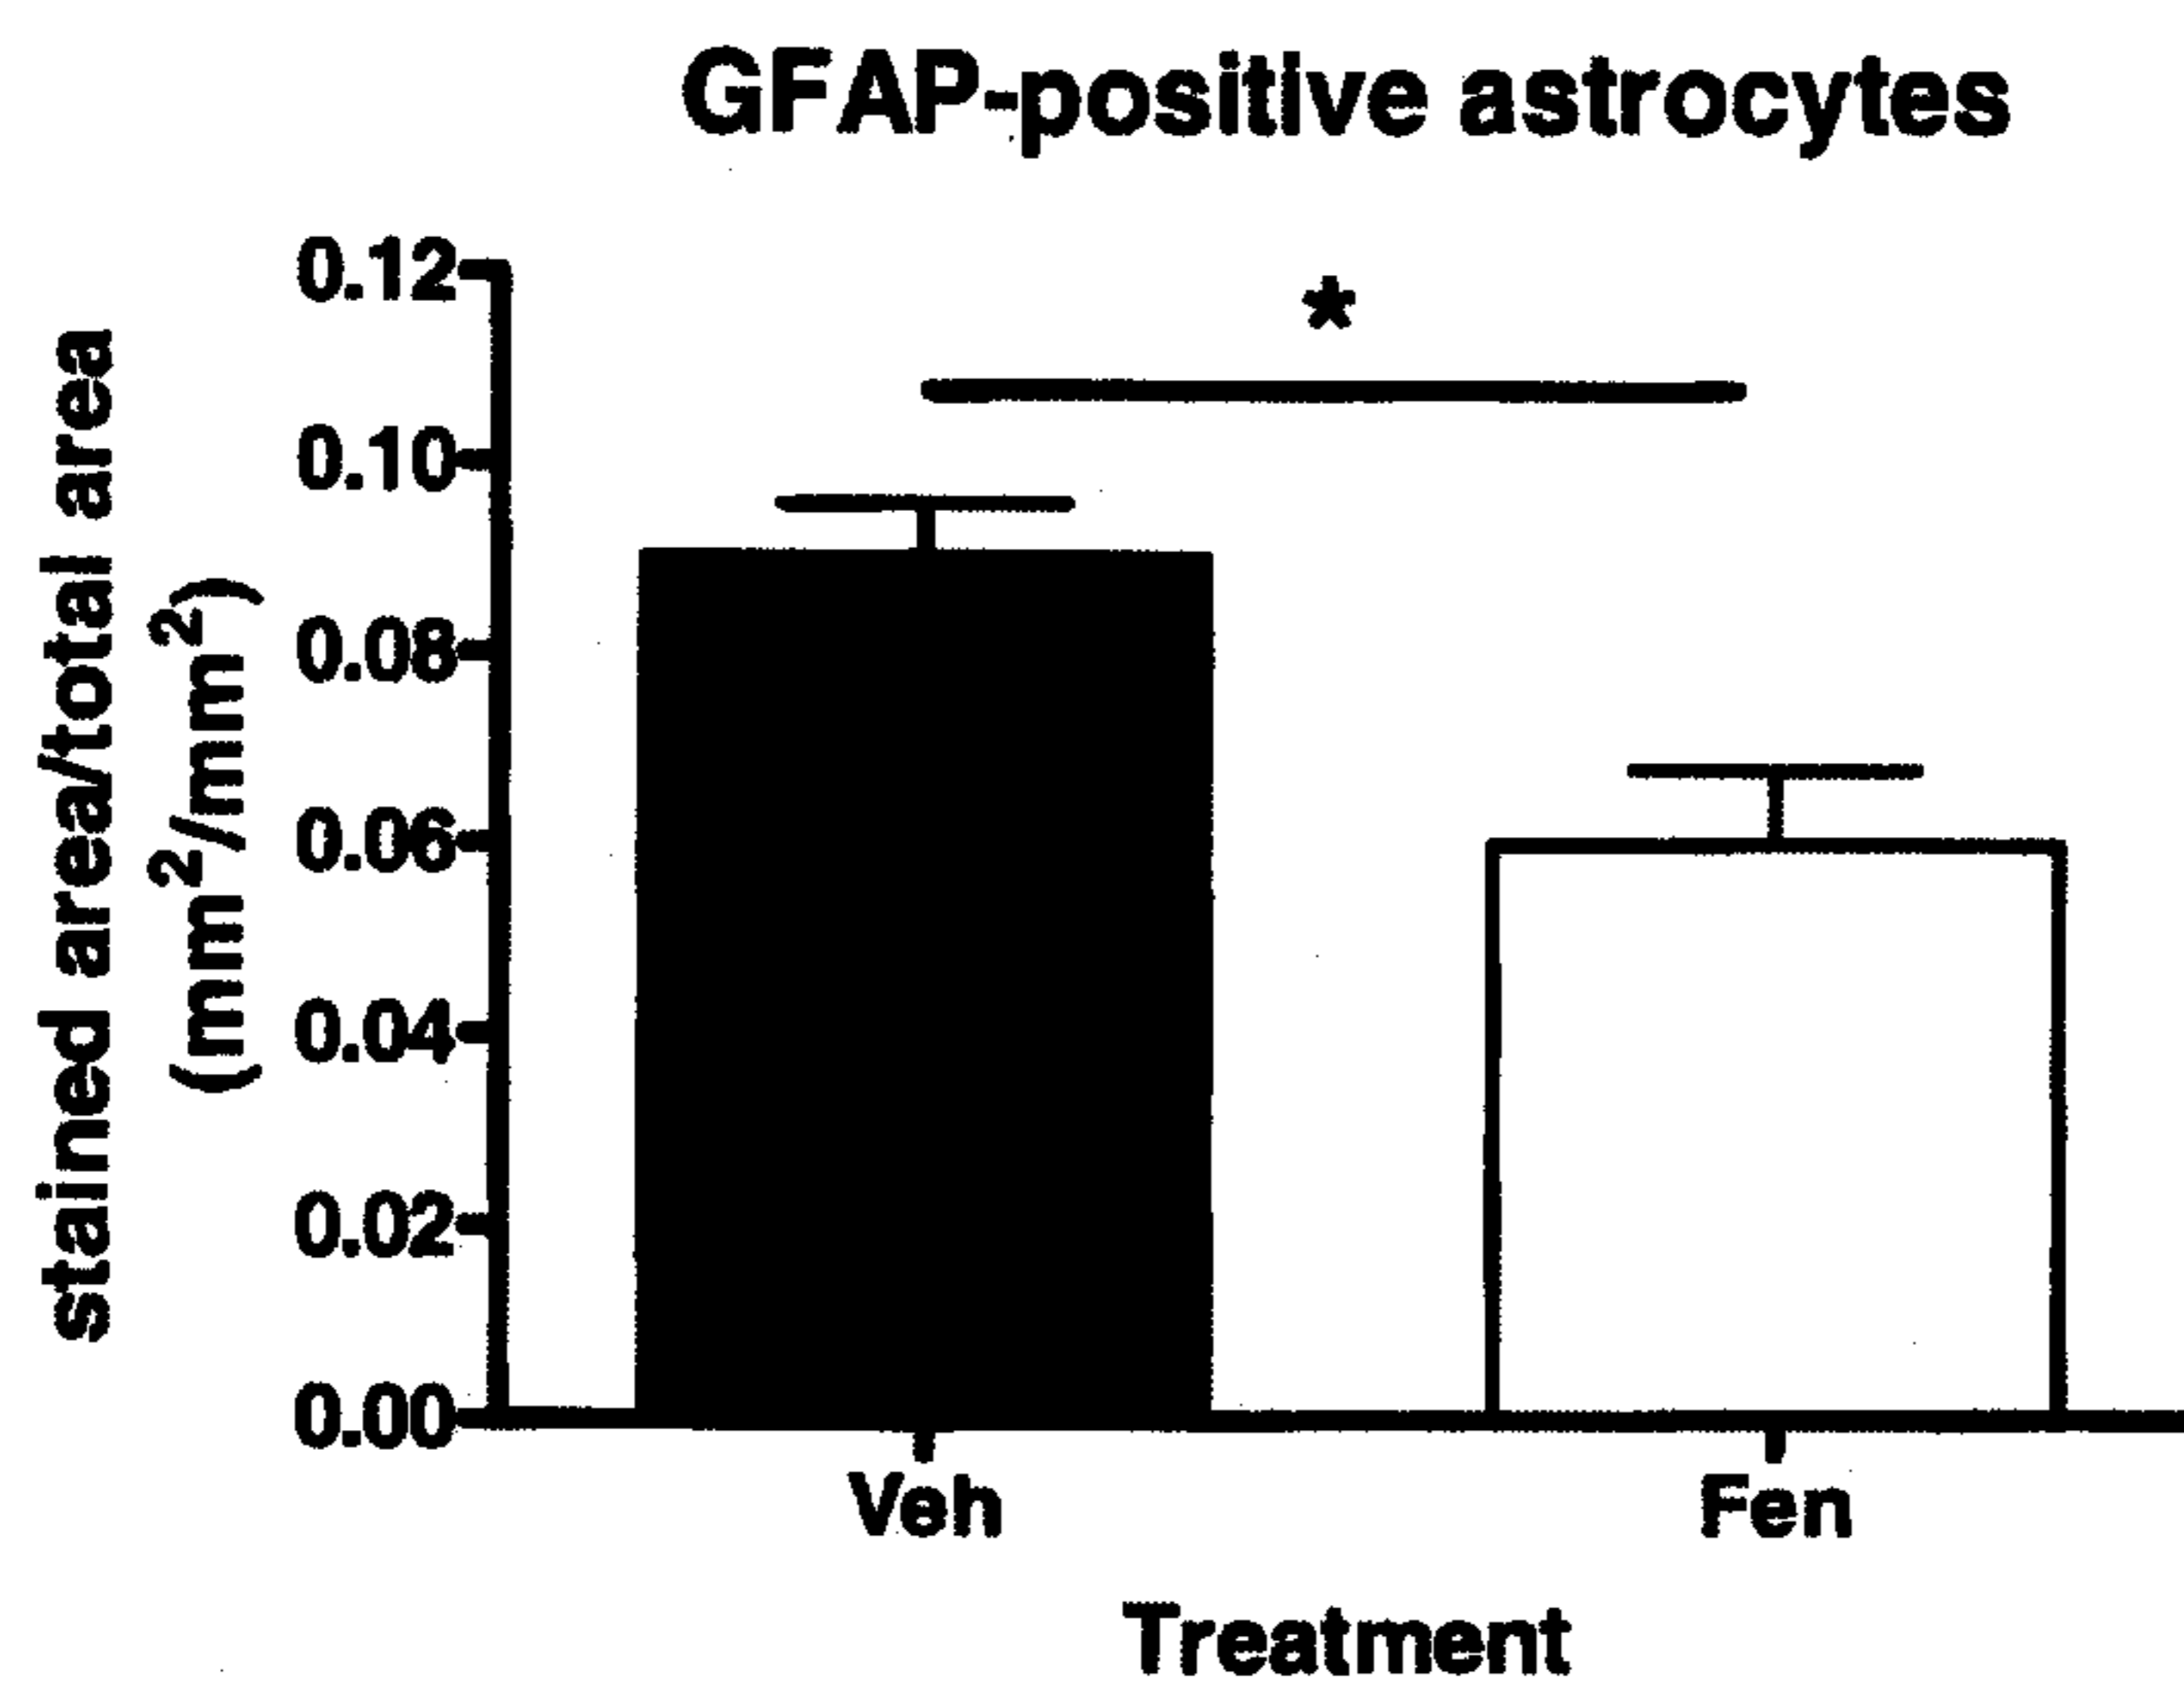 GFAP-positive astrocytes
stained area/total area
(mm²/mm²)
0.12
0.10
0.08
0.06
0.04
0.02
0.00
*
Veh
Fen
Treatment